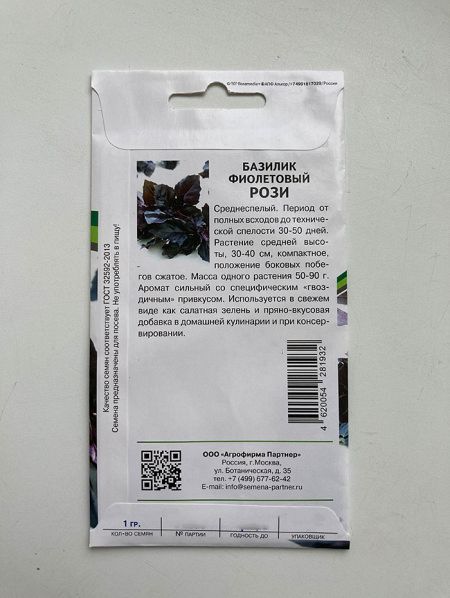 БАЗИЛИК
ФИОЛЕТОВЫЙ
РОЗИ
Среднеспелый. Период от
полных всходов до техниче-
ской спелости 30-50 дней.
Растение средней высо-
ты, 30-40 см, компактное,
положение боковых побе-
гов сжатое. Масса одного растения 50-90 г.
Аромат сильный со специфическим «гвоз-
дичным» привкусом. Используется в свежем
виде как салатная зелень и пряно-вкусовая
добавка в домашней кулинарии и при консер-
вировании.
Качество семян соответствует ГОСТ 32592-2013
Семена предназначены для посева. Не употреблять в пищу!
4 620054 281932
ООО «Агрофирма Партнер»
Россия, г.Москва,
ул. Ботаническая, д. 35
тел. +7 (499) 677-62-42
E-mail: info@semena-partner.ru
1 ГР.
КОЛ-ВО СЕМЯН
№ ПАРТИИ
ГОДНОСТЬ ДО
УПАКОВЩИК